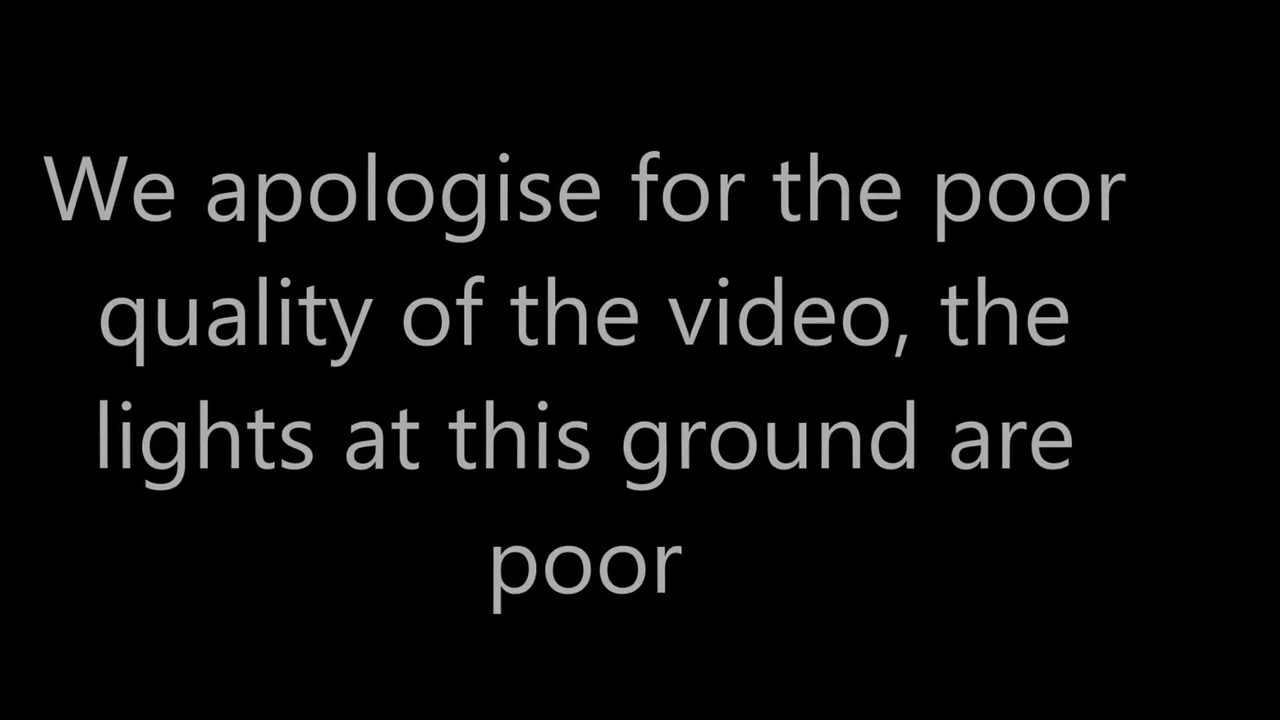 We apologise for the poor
quality of the video, the
lights at this ground are
poor